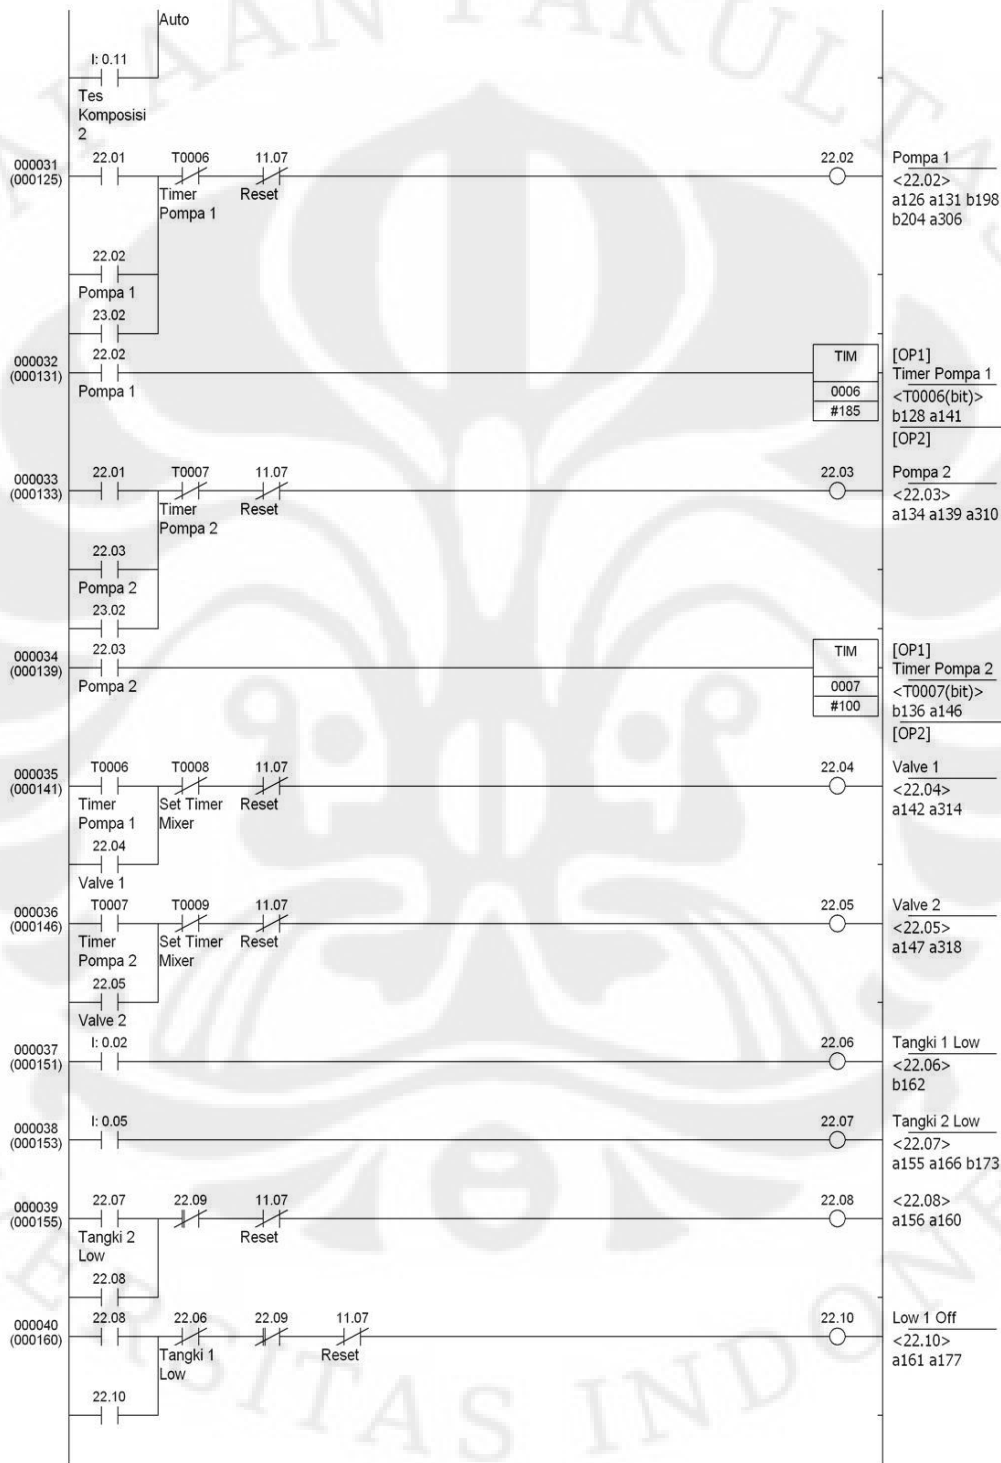 Auto
I: 0.11
Tes
Komposisi
2
000031
(000125)
22.01 T0006 11.07 22.02
Timer
Pompa 1
Reset
Pompa 1
<22.02>
a126 a131 b198
b204 a306
22.02
Pompa 1
23.02
000032
(000131)
22.02
Pompa 1
TIM
0006
#185
[OP1]
Timer Pompa 1
<T0006(bit)>
b128 a141
[OP2]
000033
(000133)
22.01 T0007 11.07 22.03
Timer
Pompa 2
Reset
Pompa 2
<22.03>
a134 a139 a310
22.03
Pompa 2
23.02
000034
(000139)
22.03
Pompa 2
TIM
0007
#100
[OP1]
Timer Pompa 2
<T0007(bit)>
b136 a146
[OP2]
000035
(000141)
T0006 T0008 11.07 22.04
Timer
Pompa 1
Set Timer
Mixer
Reset
Valve 1
<22.04>
a142 a314
22.04
Valve 1
000036
(000146)
T0007 T0009 11.07 22.05
Timer
Pompa 2
Set Timer
Mixer
Reset
Valve 2
<22.05>
a147 a318
22.05
Valve 2
000037
(000151)
I: 0.02 22.06
Tangki 1 Low
<22.06>
b162
000038
(000153)
I: 0.05 22.07
Tangki 2 Low
<22.07>
a155 a166 b173
000039
(000155)
22.07 22.09 11.07 22.08
Tangki 2
Low
Reset
<22.08>
a156 a160
22.08
000040
(000160)
22.08 22.06 22.09 11.07 22.10
Tangki 1
Low
Reset
Low 1 Off
<22.10>
a161 a177
22.10
AKAAN FAKULTAS
ERSITAS INDONE